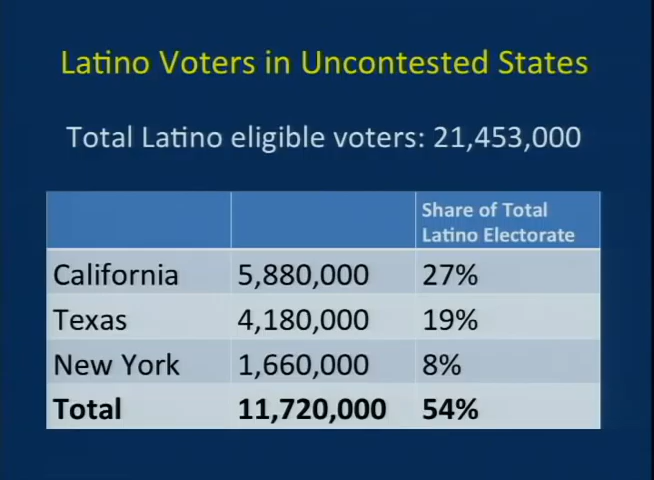 Latino Voters in Uncontested States
Total Latino eligible voters: 21,453,000
Share of Total
Latino Electorate
California 5,880,000 27%
Texas 4,180,000 19%
New York 1,660,000 8%
Total 11,720,000 54%